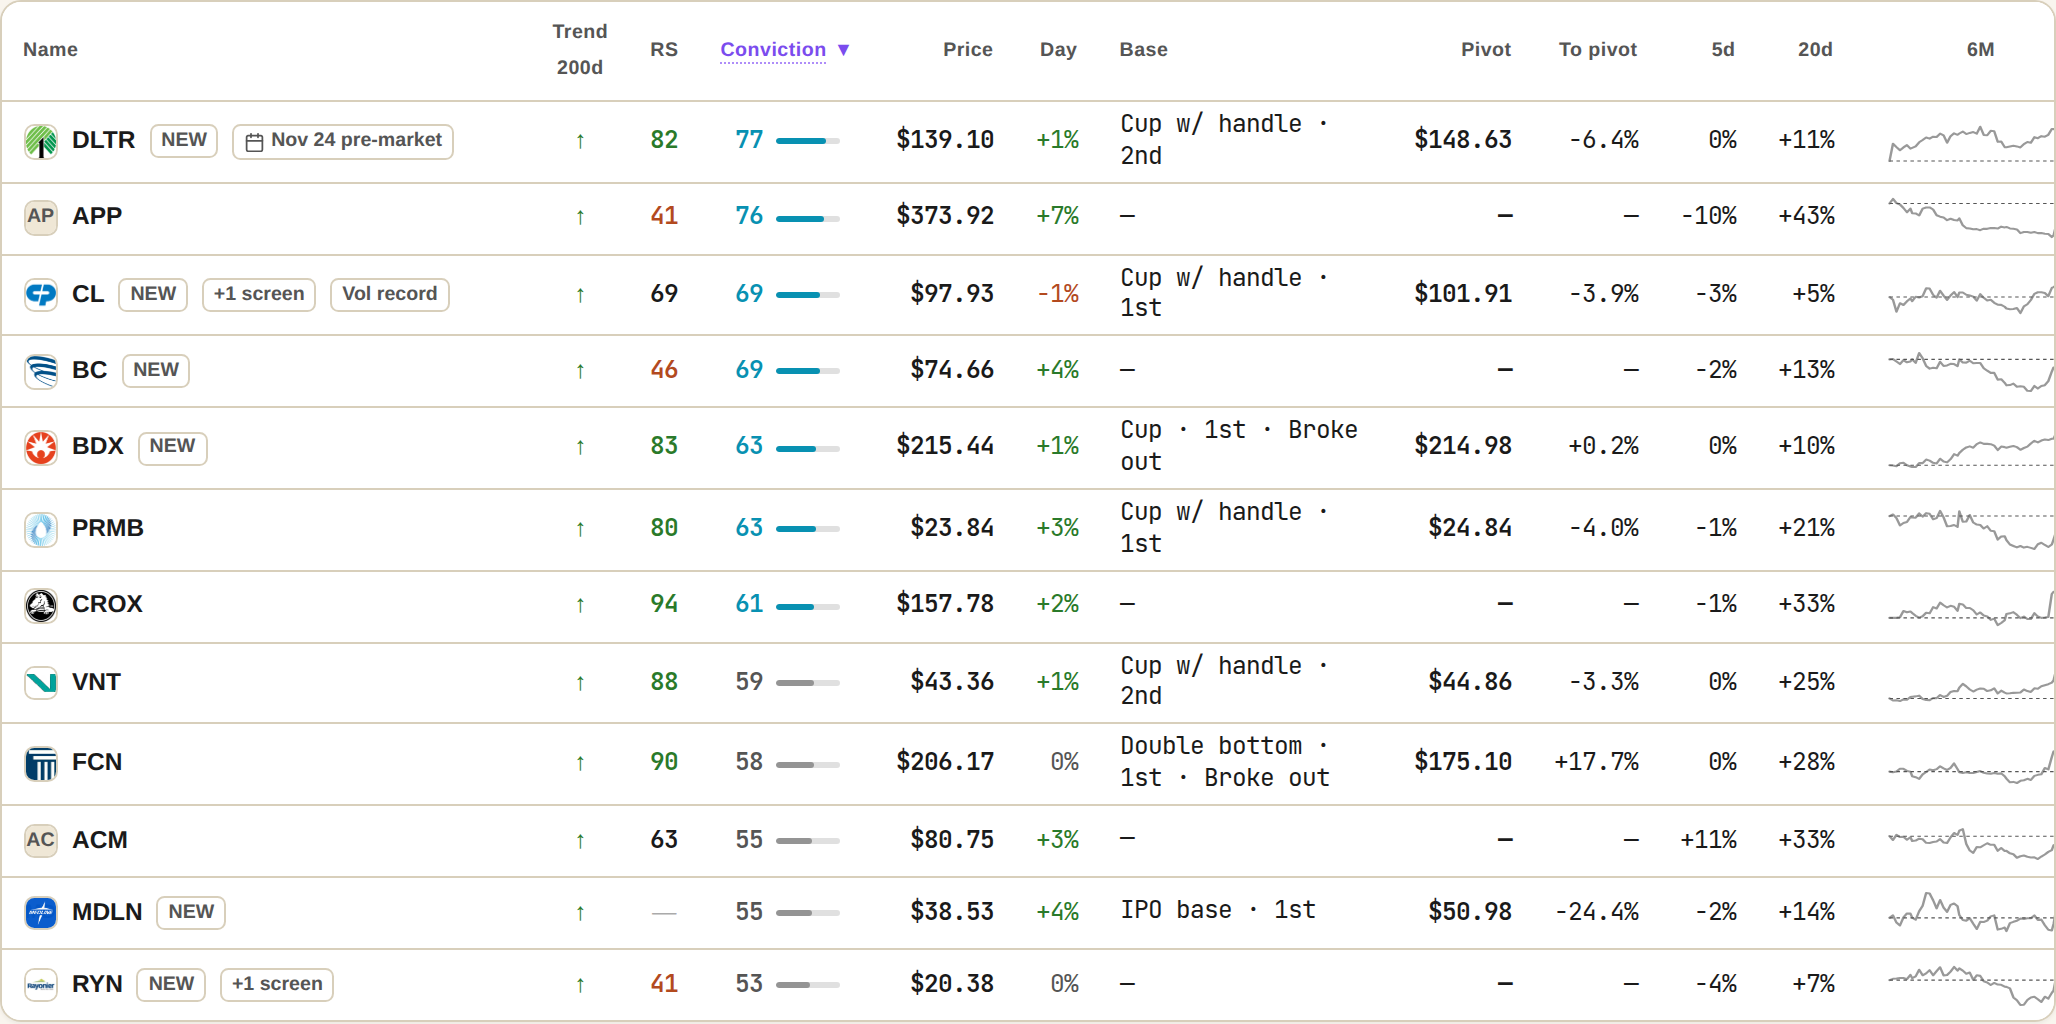 Name Trend 200d RS Conviction ▼ Price Day Base Pivot To pivot 5d 20d 6M
DLTR NEW Nov 24 pre-market ↑ 82 77 $139.10 +1% Cup w/ handle · 2nd $148.63 -6.4% 0% +11%
AP APP ↑ 41 76 $373.92 +7% — — — -10% +43%
CL NEW +1 screen Vol record ↑ 69 69 $97.93 -1% Cup w/ handle · 1st $101.91 -3.9% -3% +5%
BC NEW ↑ 46 69 $74.66 +4% — — — -2% +13%
BDX NEW ↑ 83 63 $215.44 +1% Cup · 1st · Broke out $214.98 +0.2% 0% +10%
PRMB ↑ 80 63 $23.84 +3% Cup w/ handle · 1st $24.84 -4.0% -1% +21%
CROX ↑ 94 61 $157.78 +2% — — — -1% +33%
VNT ↑ 88 59 $43.36 +1% Cup w/ handle · 2nd $44.86 -3.3% 0% +25%
FCN ↑ 90 58 $206.17 0% Double bottom · 1st · Broke out $175.10 +17.7% 0% +28%
AC ACM ↑ 63 55 $80.75 +3% — — — +11% +33%
MDLN NEW ↑ — 55 $38.53 +4% IPO base · 1st $50.98 -24.4% -2% +14%
Rayonier RYN NEW +1 screen ↑ 41 53 $20.38 0% — — — -4% +7%